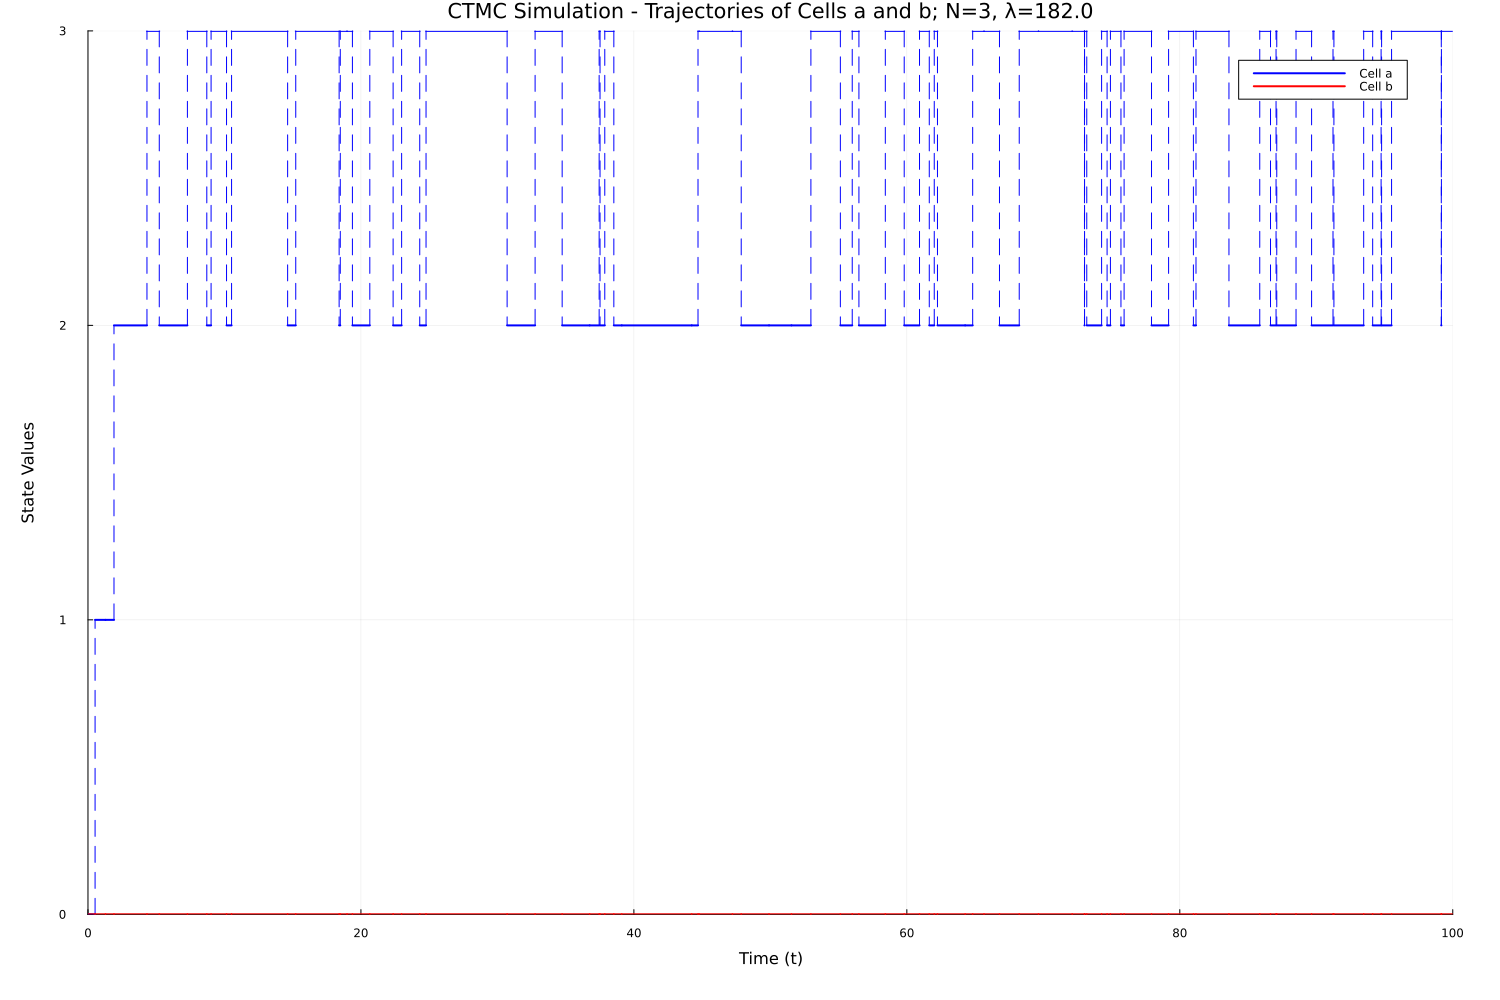 CTMC Simulation - Trajectories of Cells a and b; N=3, λ=182.0
3
Cell a
Cell b
2
State Values
1
0
0 20 40 60 80 100
Time (t)